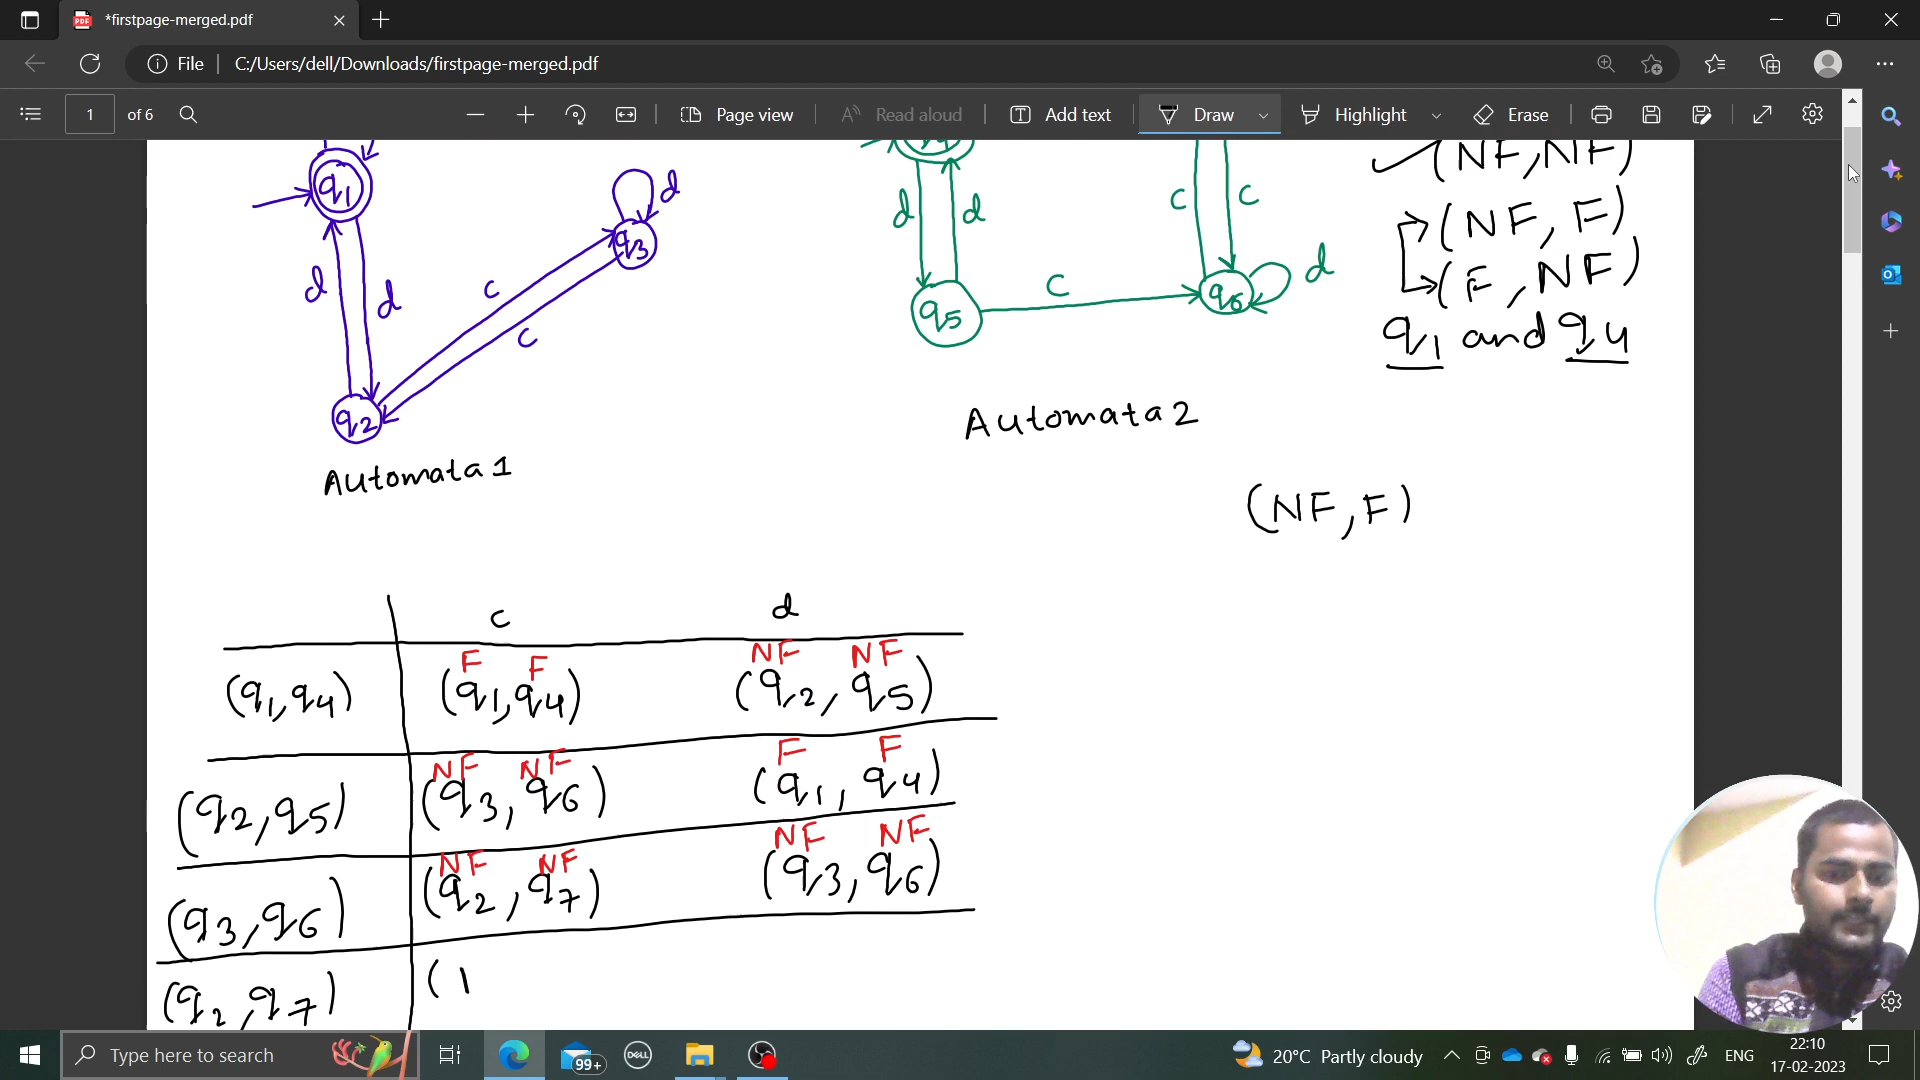 *firstpage-merged.pdf
File | C:/Users/dell/Downloads/firstpage-merged.pdf
1 of 6 Page view Read aloud Add text Draw Highlight Erase
q1
d
q3
d
d
c
c
q2
Automata 1
d
d
c
c
d
q5
c
q6
Automata 2
(NF,NF)
(NF, F)
(F, NF)
q1 and q4
(NF, F)
c d
F F NF NF
(q1,q4) (q1,q4) (q2, q5)
NF NF F F
(q2,q5) (q3, q6) (q1, q4)
NF NF NF NF
(q3,q6) (q2, q7) (q3, q6)
(q2,q7) (
Type here to search
99+
DELL
20°C Partly cloudy
ENG
22:10
17-02-2023